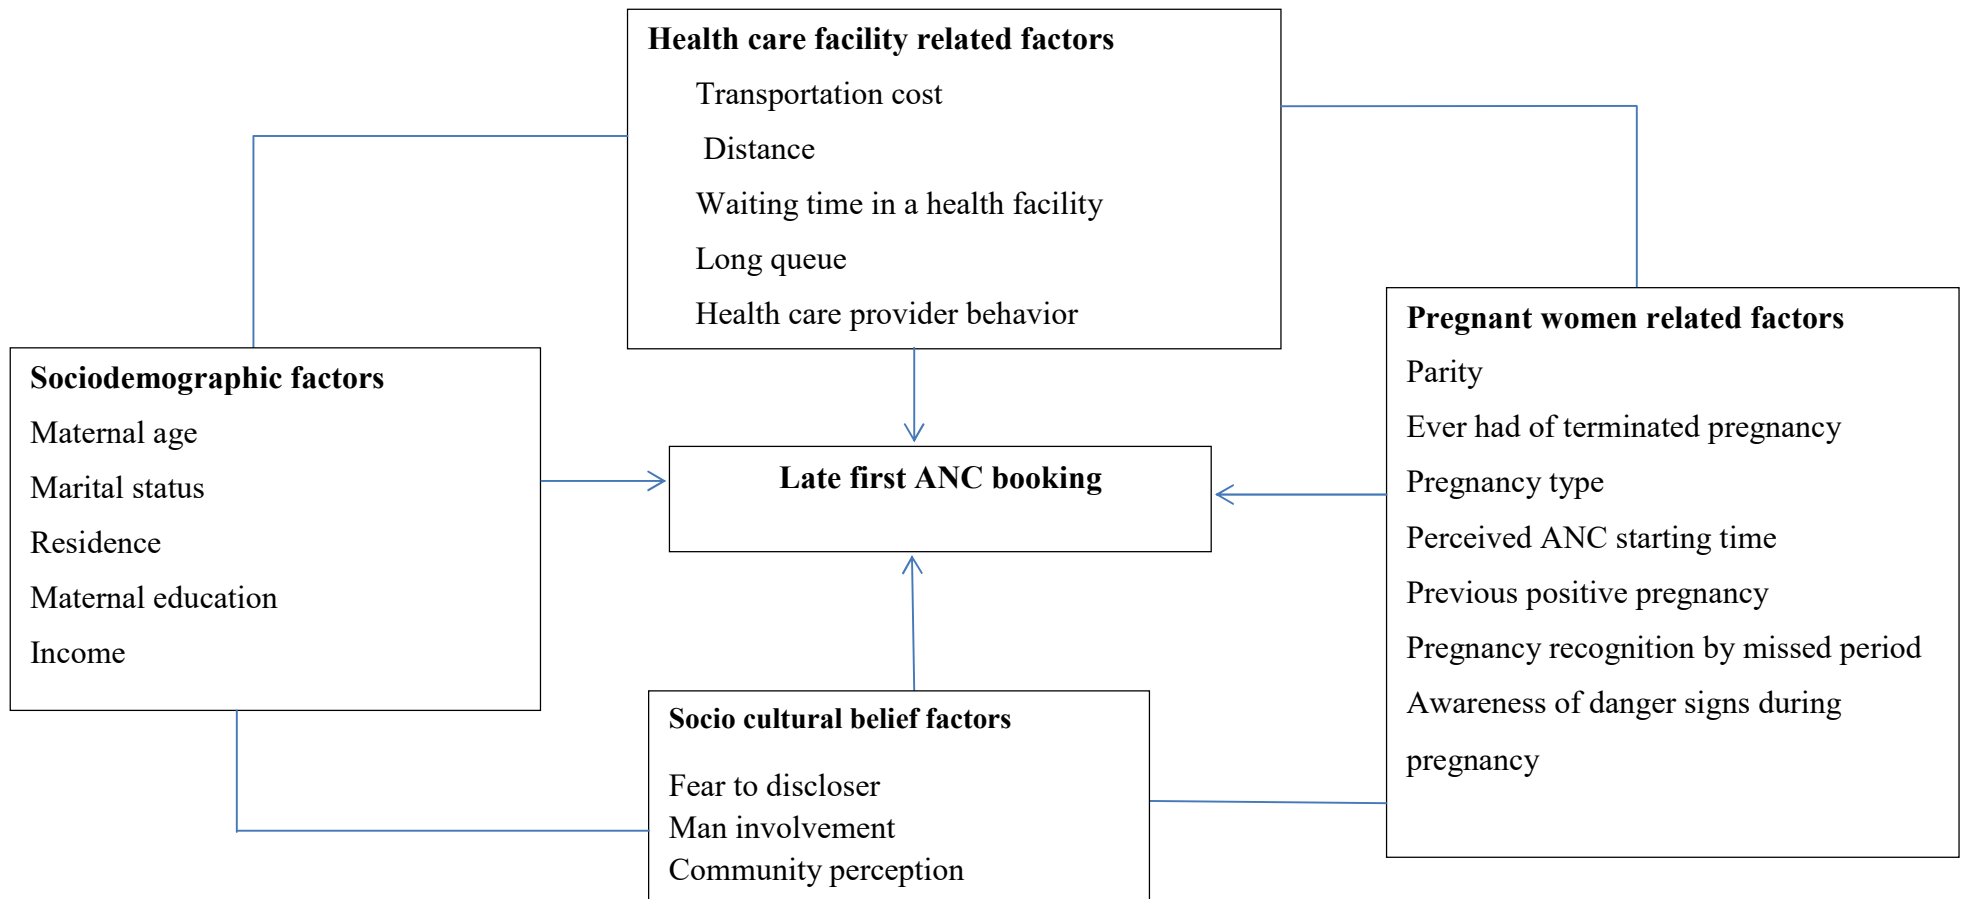 Health care facility related factors
Transportation cost
Distance
Waiting time in a health facility
Long queue
Health care provider behavior
Sociodemographic factors
Maternal age
Marital status
Residence
Maternal education
Income
Late first ANC booking
Pregnant women related factors
Parity
Ever had of terminated pregnancy
Pregnancy type
Perceived ANC starting time
Previous positive pregnancy
Pregnancy recognition by missed period
Awareness of danger signs during
pregnancy
Socio cultural belief factors
Fear to discloser
Man involvement
Community perception